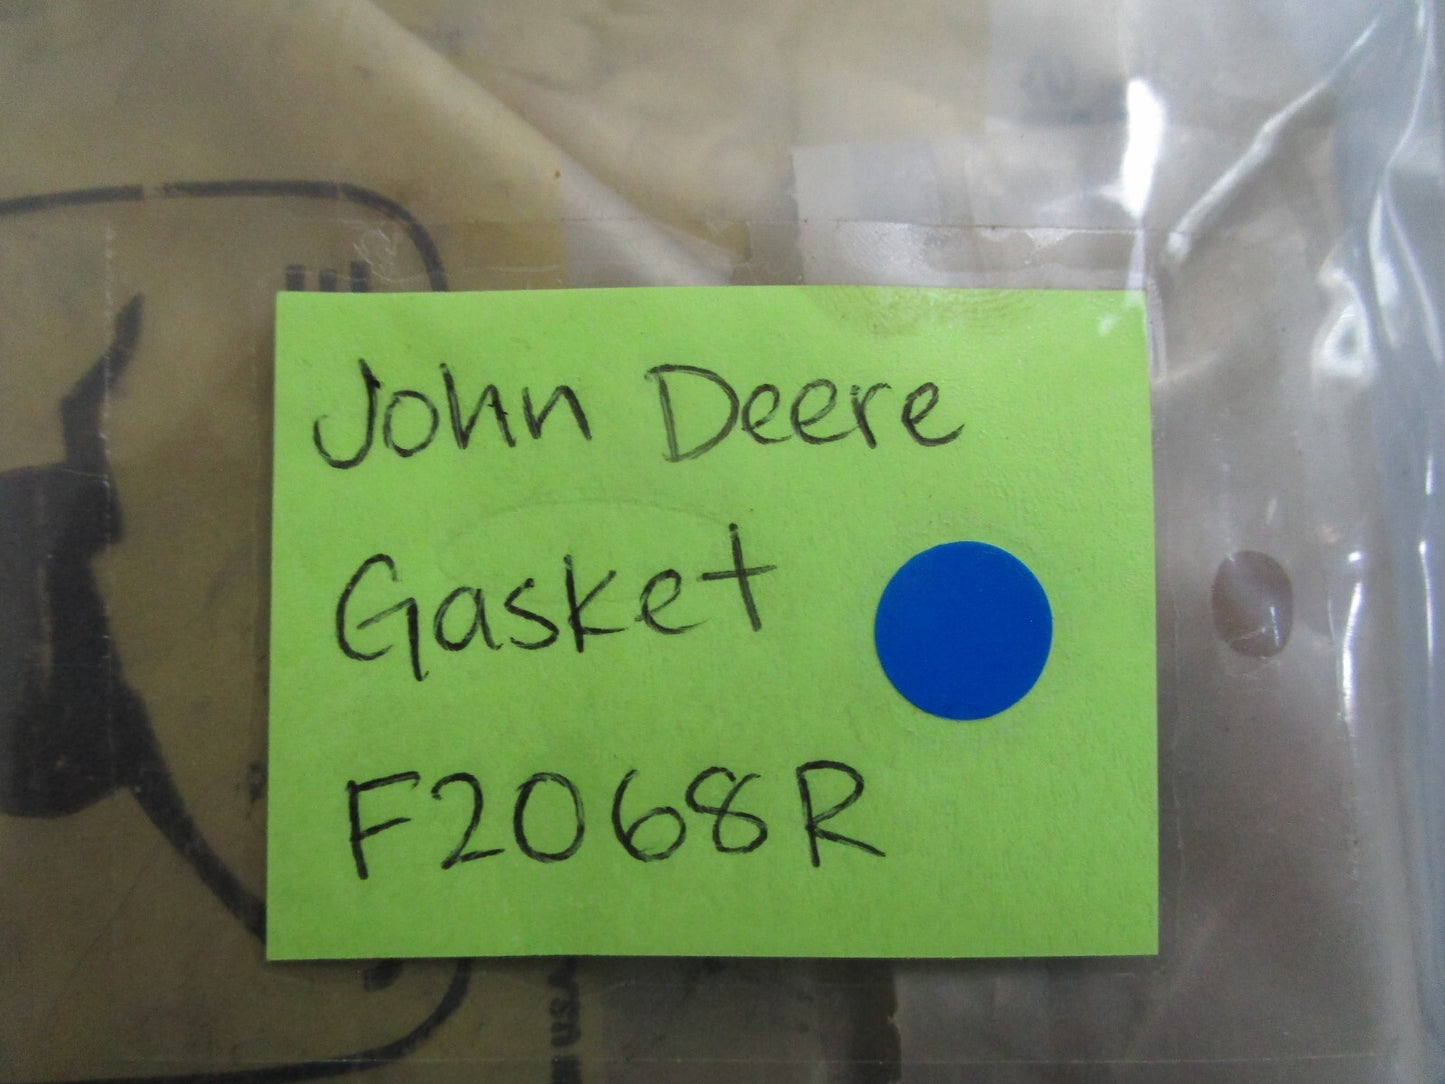 John Deere
Gasket
F2068R
U.S.A.